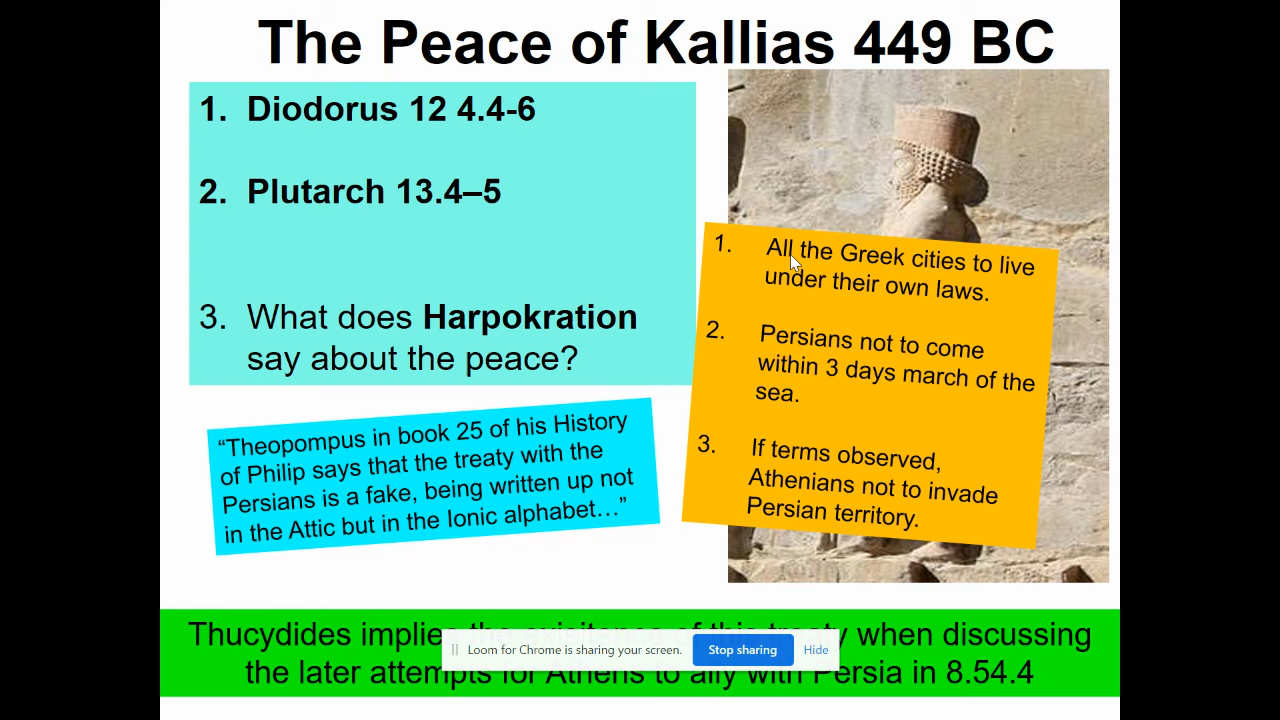 The Peace of Kallias 449 BC
1. Diodorus 12 4.4-6
2. Plutarch 13.4–5
3. What does Harpokration
say about the peace?
1. All the Greek cities to live
under their own laws.
2. Persians not to come
within 3 days march of the
sea.
3. If terms observed,
Athenians not to invade
Persian territory.
“Theopompus in book 25 of his History
of Philip says that the treaty with the
Persians is a fake, being written up not
in the Attic but in the Ionic alphabet…”
Thucydides implies the exisitence of this treaty when discussing
the later attempts for Athens to ally with Persia in 8.54.4
Loom for Chrome is sharing your screen. Stop sharing Hide